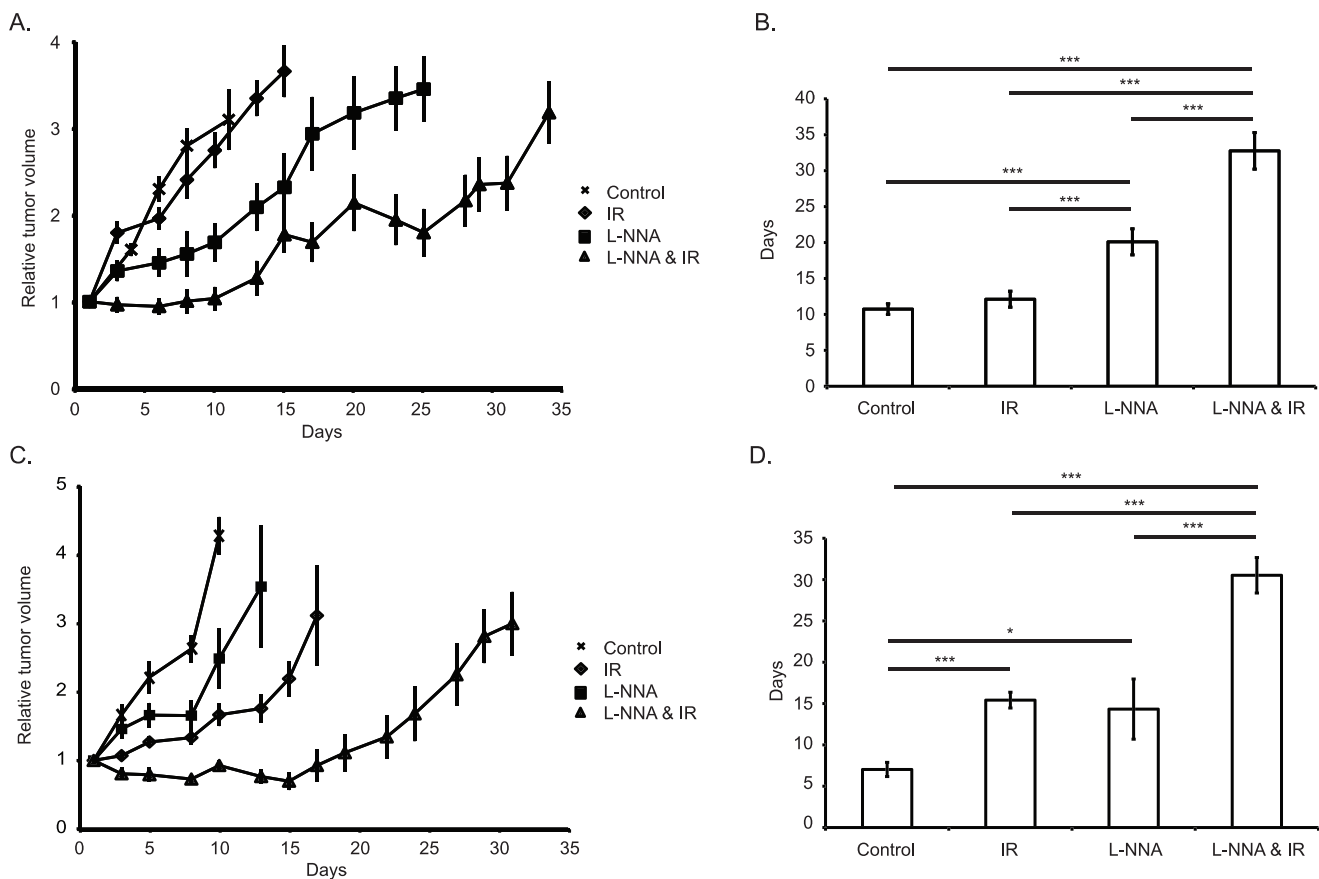 A.
Relative tumor volume
4
3
2
1
0
0 5 10 15 20 25 30 35
Days
Control
IR
L-NNA
L-NNA & IR
B.
***
***
***
***
***
Days
40
35
30
25
20
15
10
5
0
Control IR L-NNA L-NNA & IR
C.
Relative tumor volume
5
4
3
2
1
0
0 5 10 15 20 25 30 35
Days
Control
IR
L-NNA
L-NNA & IR
D.
***
***
***
*
***
Days
35
30
25
20
15
10
5
0
Control IR L-NNA L-NNA & IR